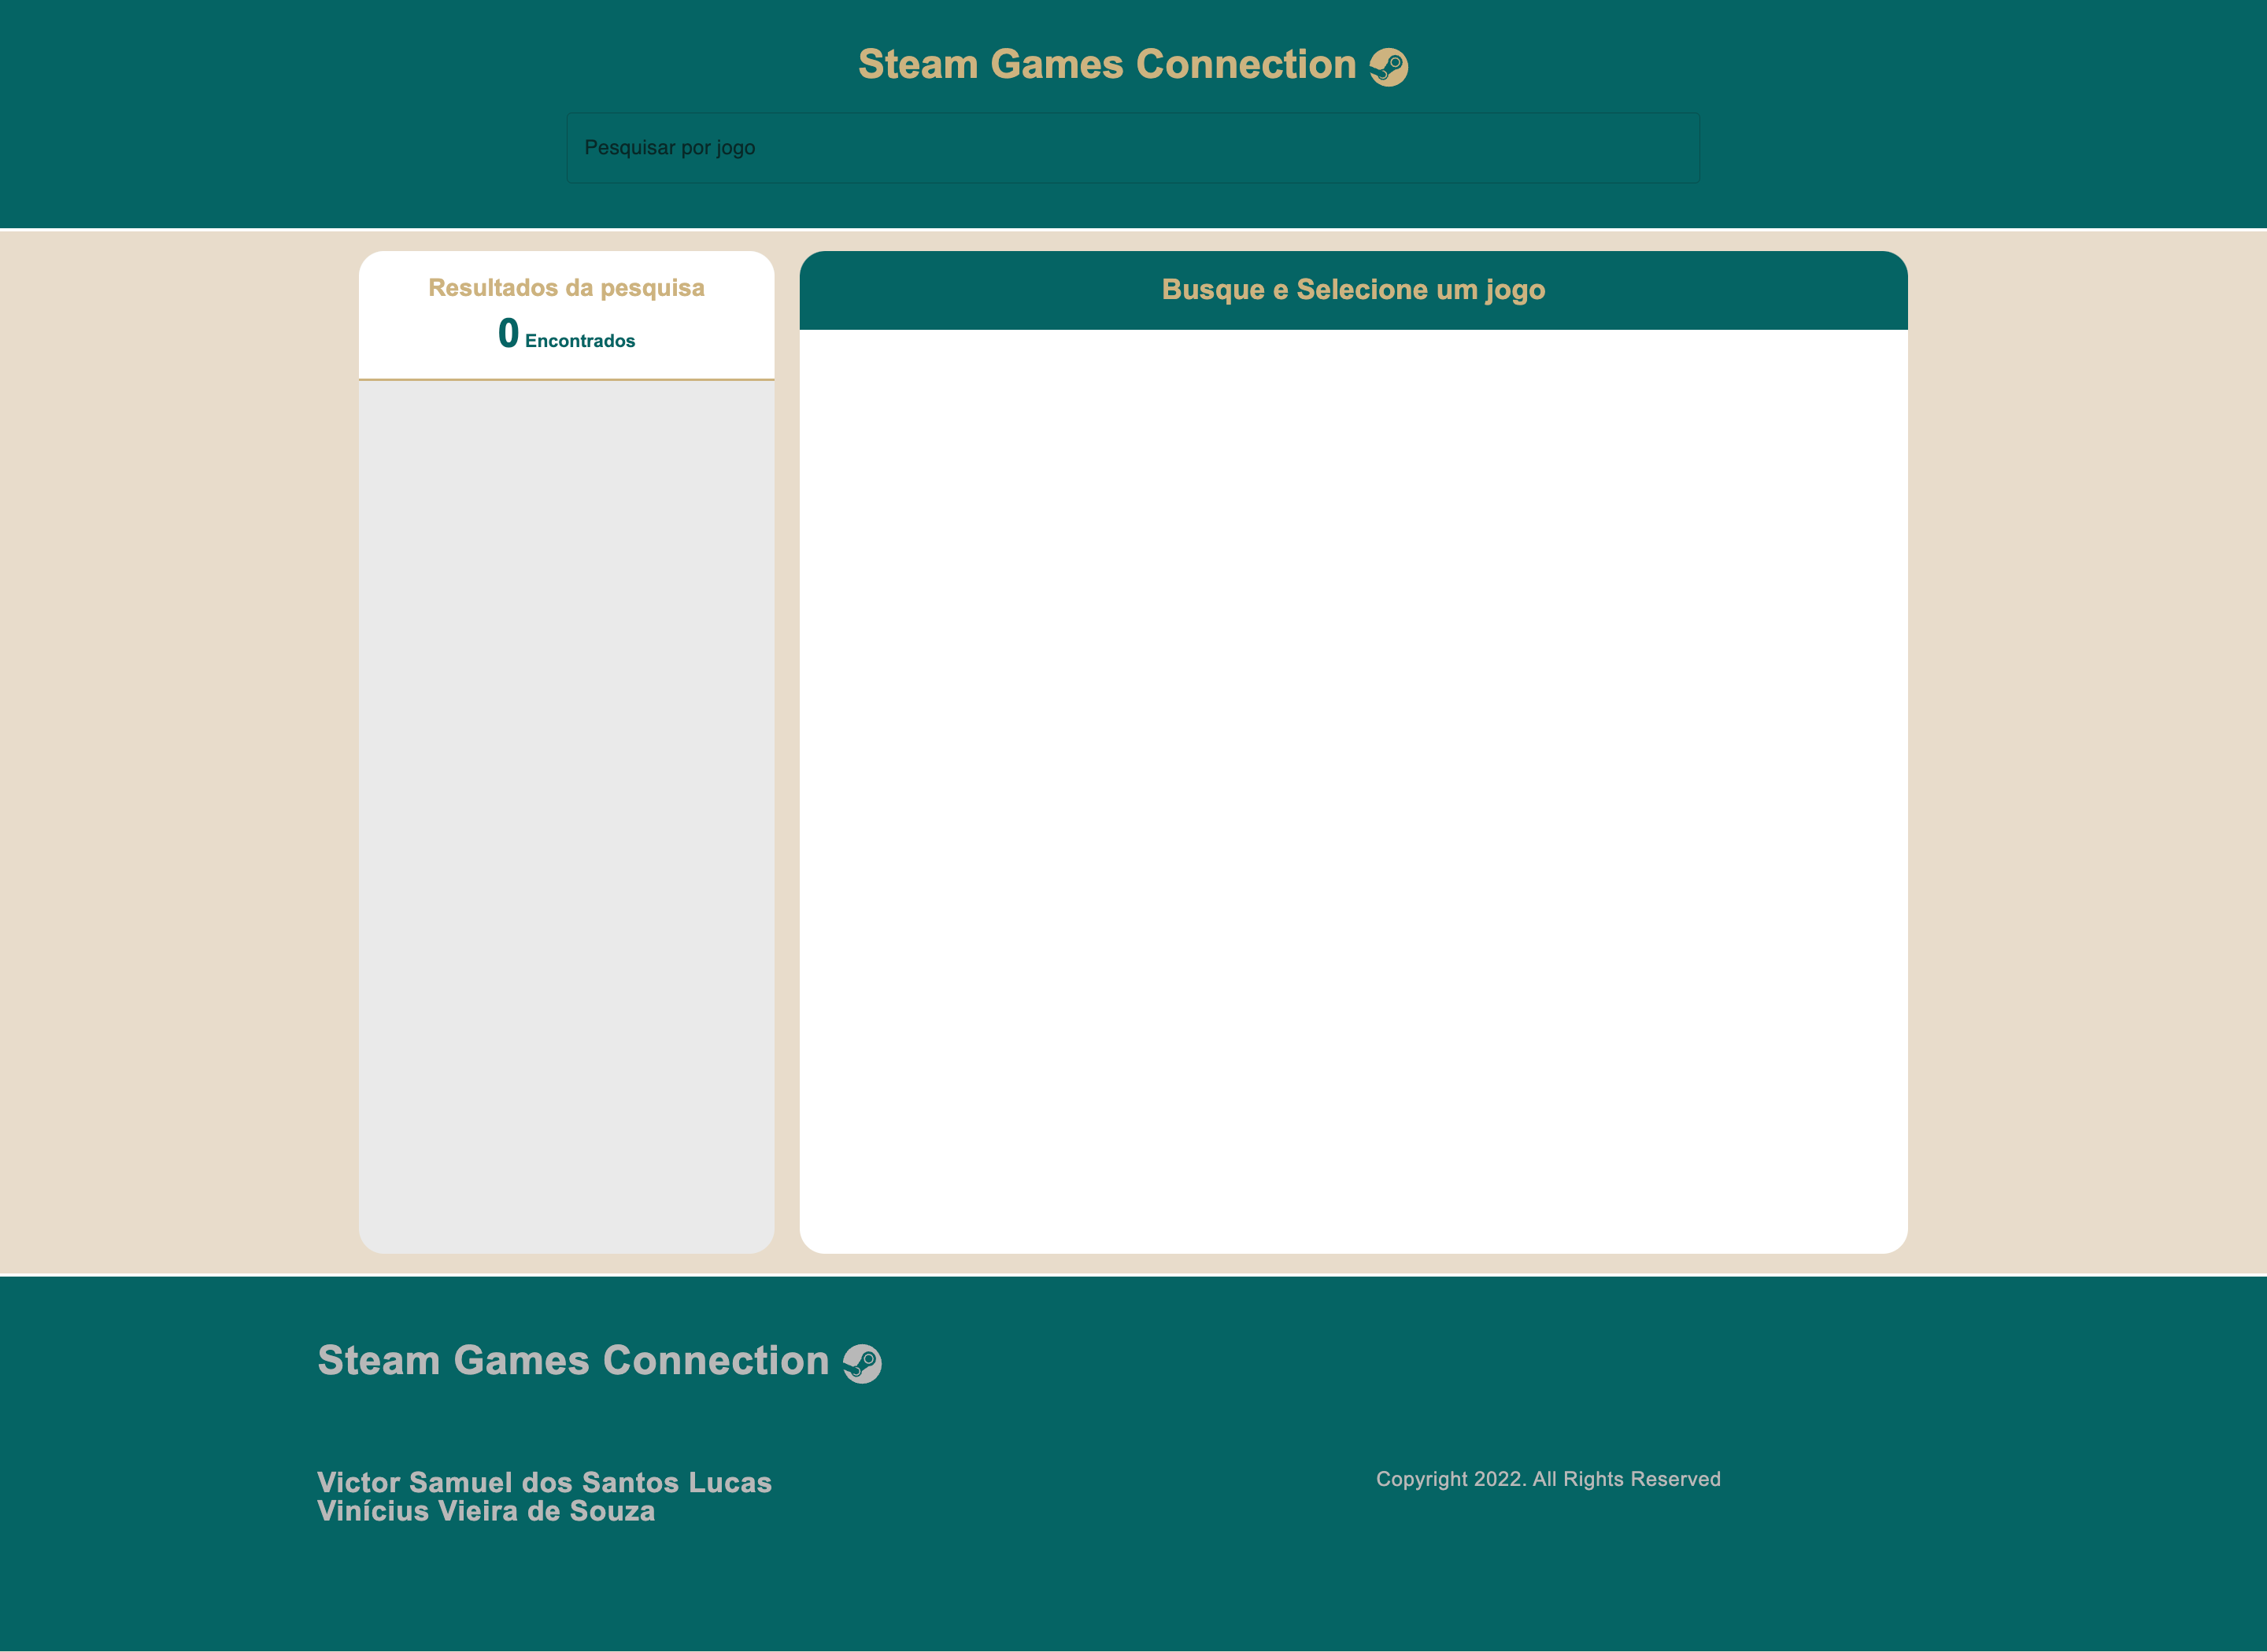 Steam Games Connection
Pesquisar por jogo
Resultados da pesquisa
0 Encontrados
Busque e Selecione um jogo
Steam Games Connection
Victor Samuel dos Santos Lucas
Vinícius Vieira de Souza
Copyright 2022. All Rights Reserved